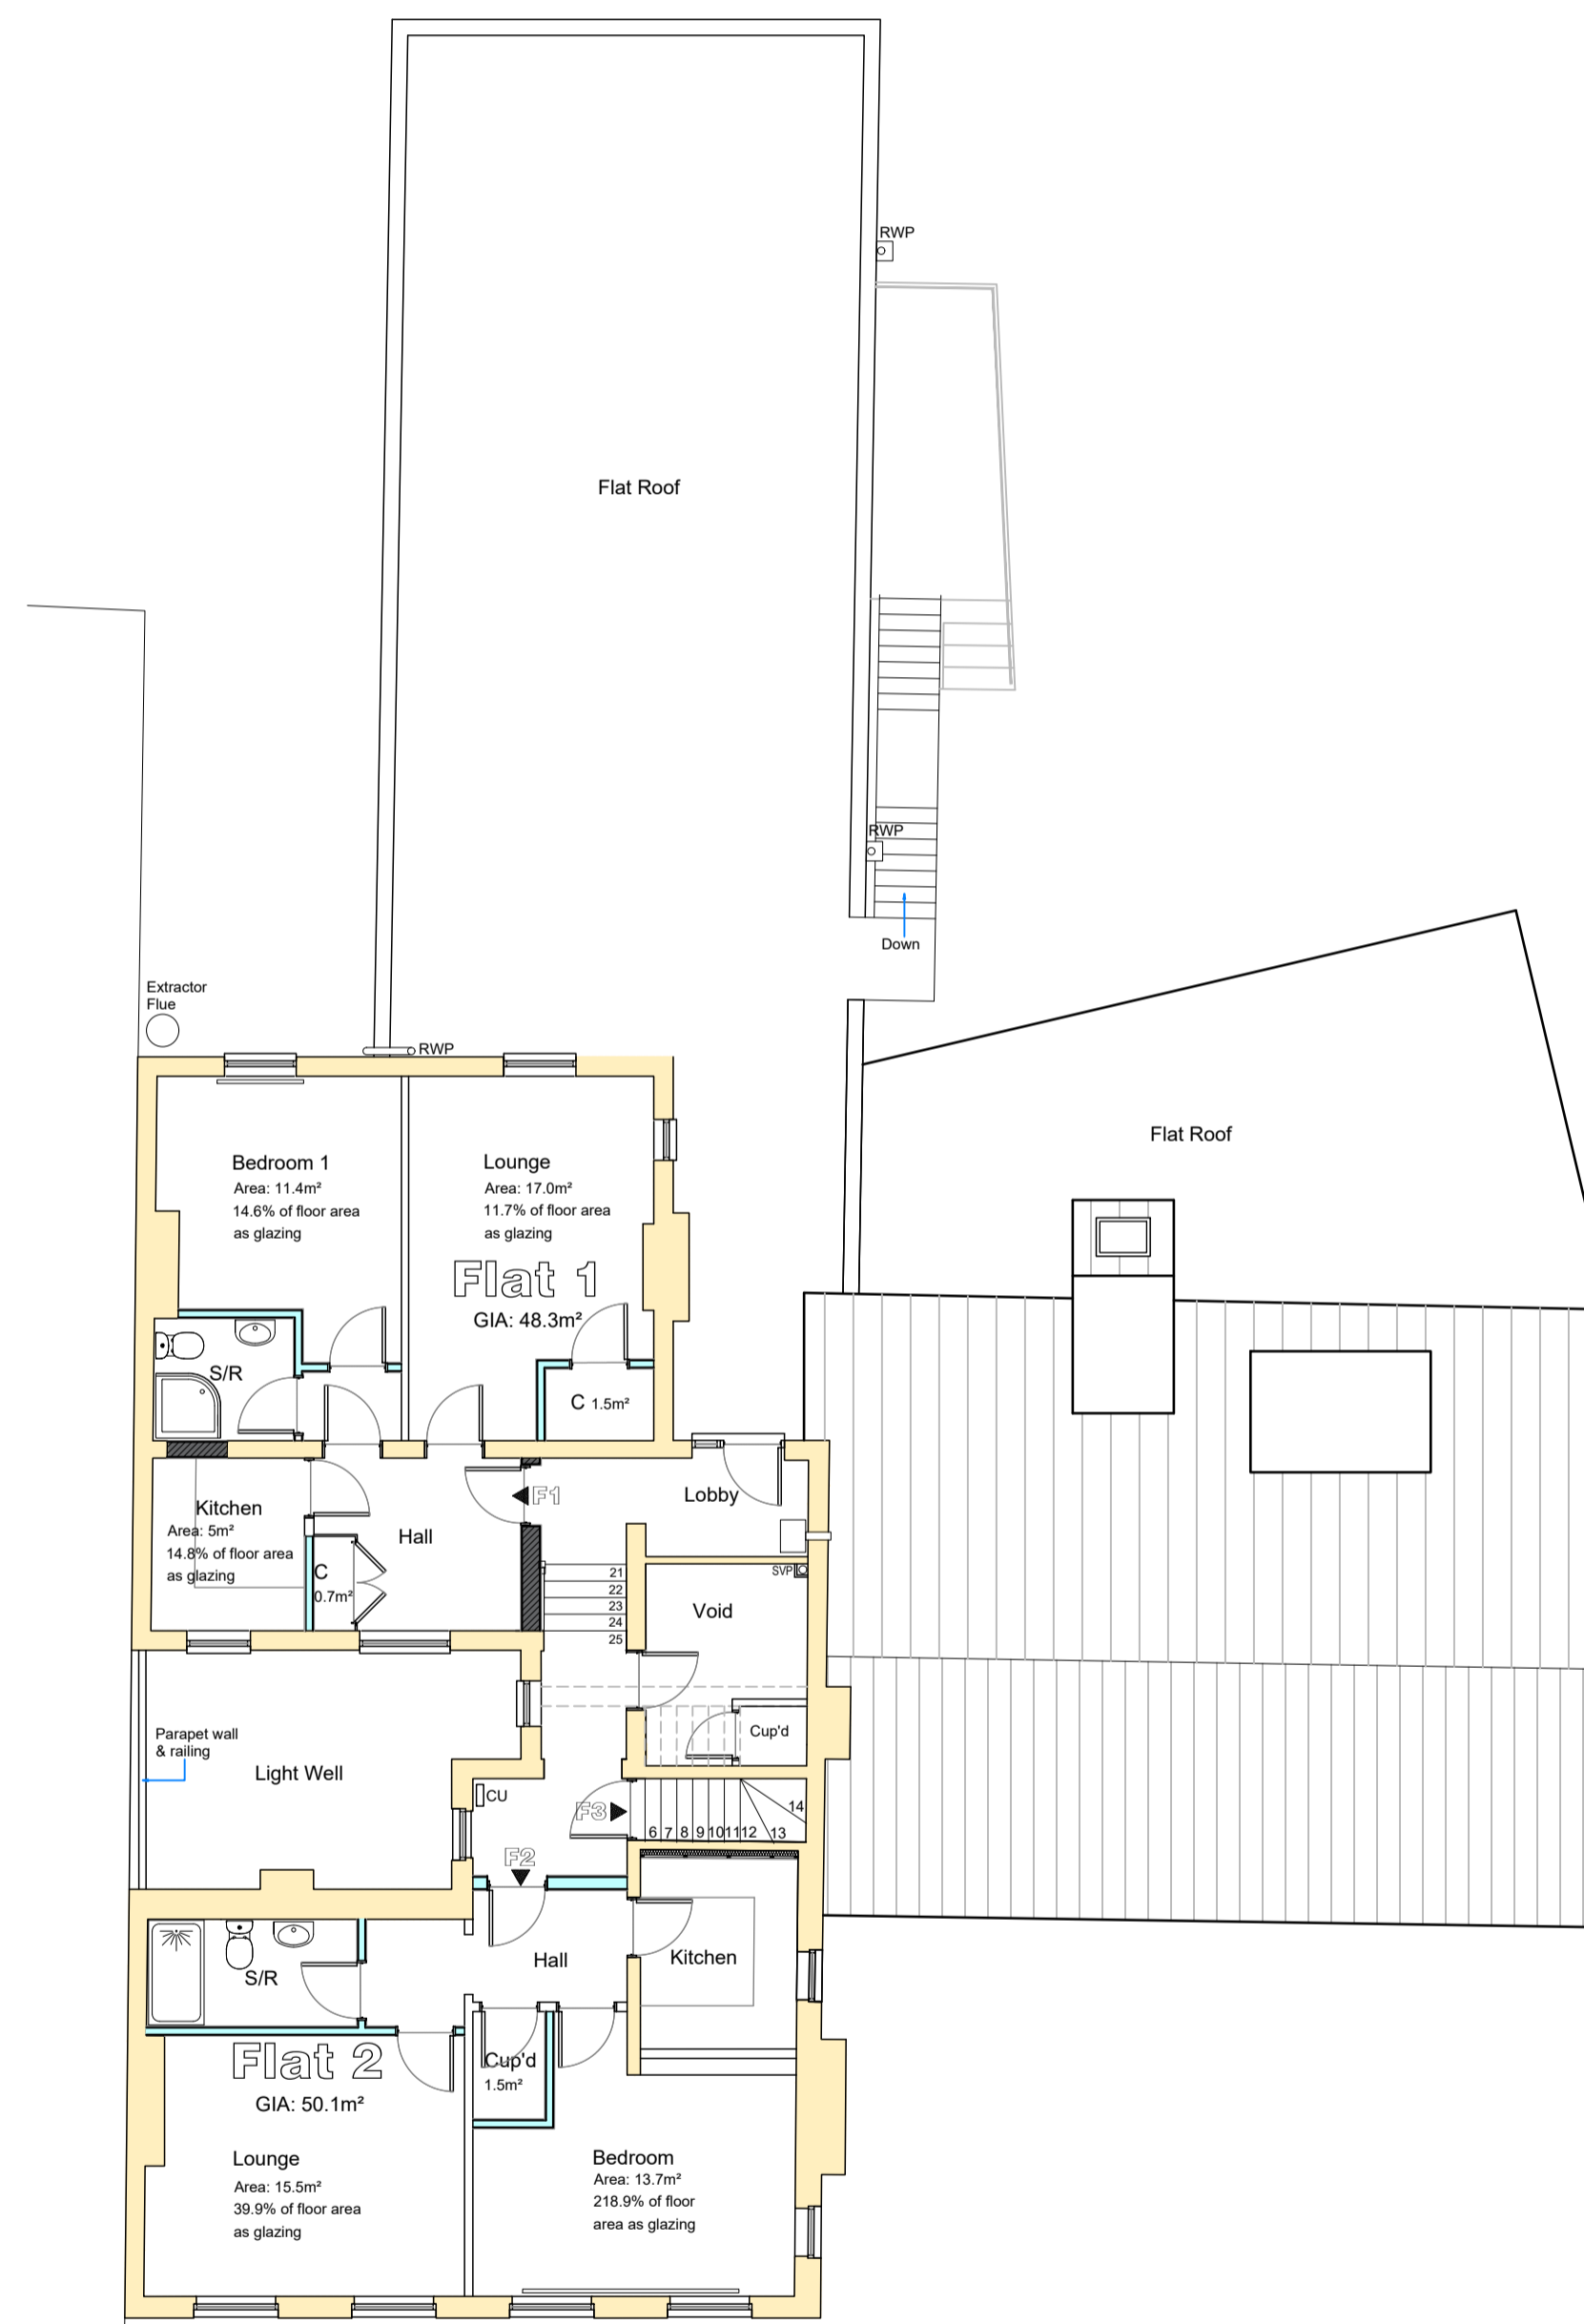 RWP
Flat Roof
RWP
Down
Extractor
Flue
RWP
Flat Roof
Bedroom 1
Area: 11.4m²
14.6% of floor area
as glazing
Lounge
Area: 17.0m²
11.7% of floor area
as glazing
Flat 1
GIA: 48.3m²
S/R
C 1.5m²
Kitchen
Area: 5m²
14.8% of floor area
as glazing
Hall
F1
Lobby
C
0.7m²
21
22
23
24
25
SVP
Void
Parapet wall
& railing
Cup'd
Light Well
CU
F3
6 7 8 9 10 11 12 13 14
F2
Hall
Kitchen
S/R
Flat 2
GIA: 50.1m²
Cup'd
1.5m²
Lounge
Area: 15.5m²
39.9% of floor area
as glazing
Bedroom
Area: 13.7m²
218.9% of floor
area as glazing